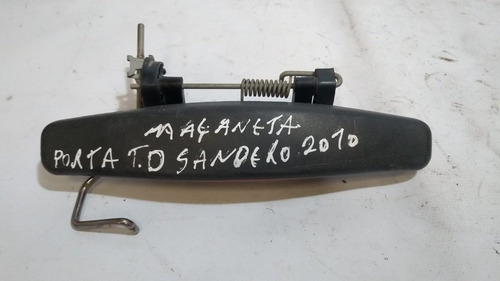 MAÇANETA
PORTA T.D SANDERO 2010